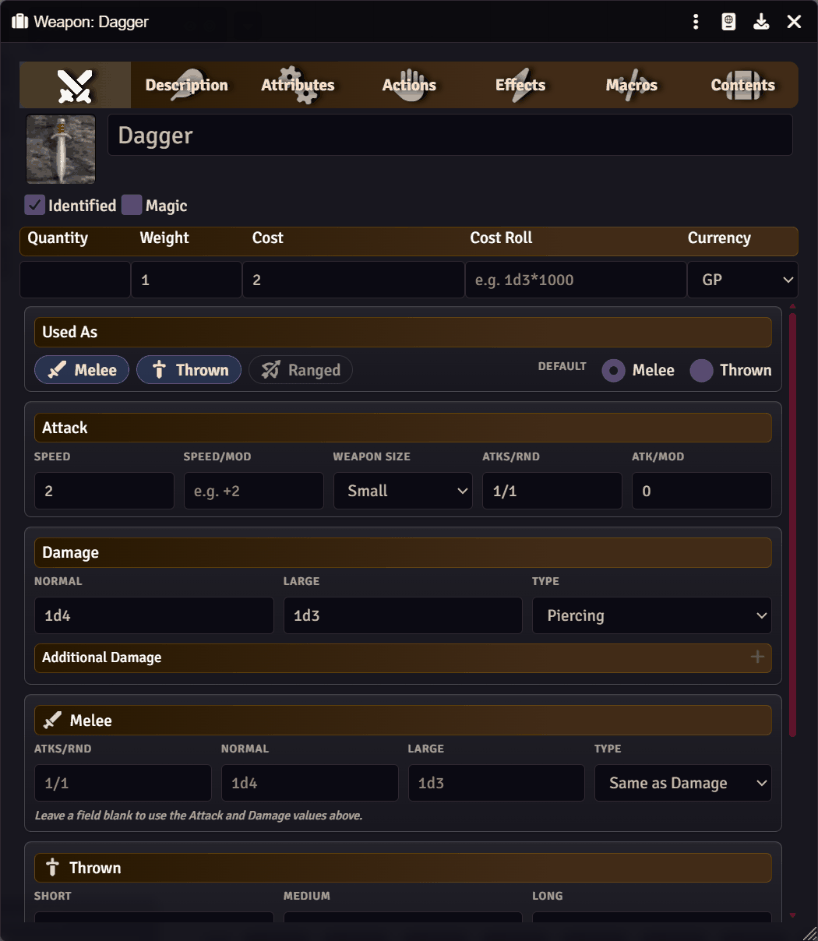 Weapon: Dagger
Description Attributes Actions Effects Macros Contents
Dagger
Identified Magic
Quantity Weight Cost Cost Roll Currency
1 2 e.g. 1d3*1000 GP
Used As
Melee Thrown Ranged DEFAULT Melee Thrown
Attack
SPEED SPEED/MOD WEAPON SIZE ATKS/RND ATK/MOD
2 e.g. +2 Small 1/1 0
Damage
NORMAL LARGE TYPE
1d4 1d3 Piercing
Additional Damage
Melee
ATKS/RND NORMAL LARGE TYPE
1/1 1d4 1d3 Same as Damage
Leave a field blank to use the Attack and Damage values above.
Thrown
SHORT MEDIUM LONG